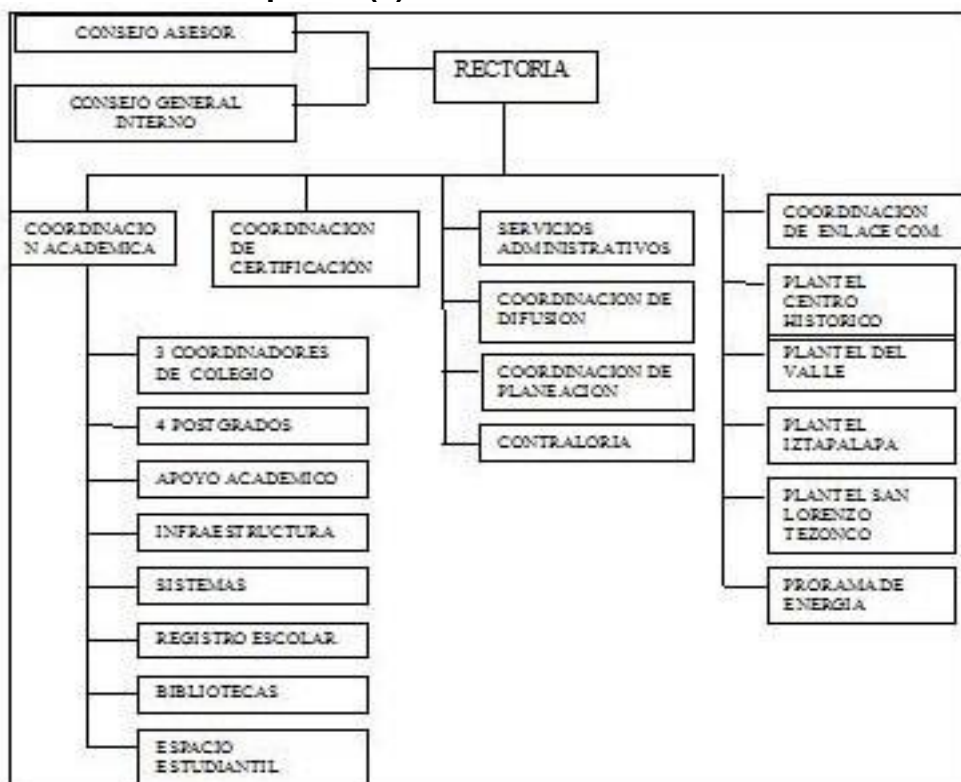 CONSEJO ASESOR
CONSEJO GENERAL
INTERNO
RECTORIA
COORDINACIO
N ACADEMICA
COORDINACION
DE
CERTIFICACIÓN
SERVICIOS
ADMINISTRATIVOS
COORDINACION DE
DIFUSION
COORDINACION DE
PLANEACION
CONTRALORIA
COORDINACION
DE ENLACE COM.
PLANTEL
CENTRO
HISTORICO
PLANTEL DEL
VALLE
PLANTEL
IZTAPALAPA
PLANTEL SAN
LORENZO
TEZONCO
PRORAMA DE
ENERGIA
3 COORDINADORES
DE COLEGIO
4 POSTGRADOS
APOYO ACADEMICO
INFRAESTRUCTURA
SISTEMAS
REGISTRO ESCOLAR
BIBLIOTECAS
ESPACIO
ESTUDIANTIL